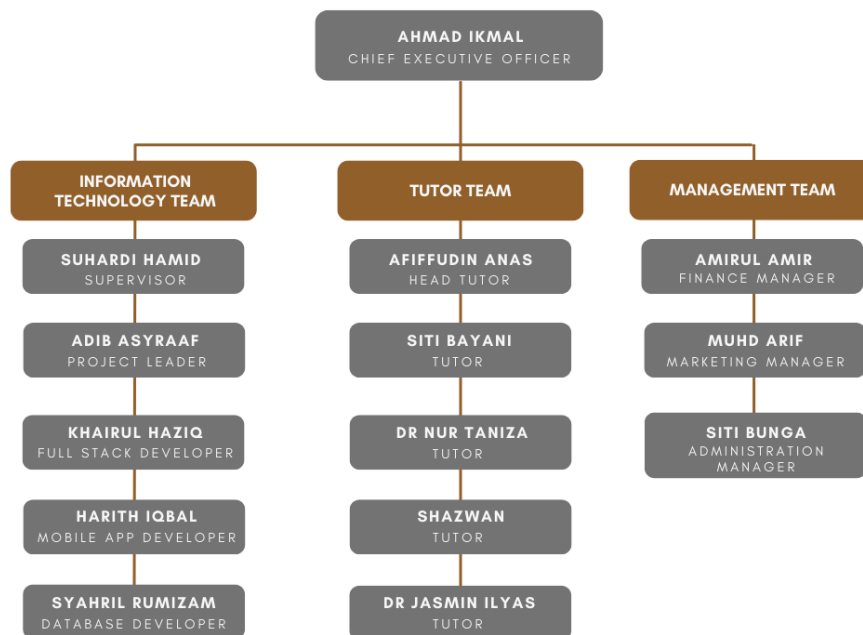 AHMAD IKMAL
CHIEF EXECUTIVE OFFICER
INFORMATION
TECHNOLOGY TEAM
SUHARDI HAMID
SUPERVISOR
ADIB ASYRAAF
PROJECT LEADER
KHAIRUL HAZIQ
FULL STACK DEVELOPER
HARITH IQBAL
MOBILE APP DEVELOPER
SYAHRIL RUMIZAM
DATABASE DEVELOPER
TUTOR TEAM
AFIFFUDIN ANAS
HEAD TUTOR
SITI BAYANI
TUTOR
DR NUR TANIZA
TUTOR
SHAZWAN
TUTOR
DR JASMIN ILYAS
TUTOR
MANAGEMENT TEAM
AMIRUL AMIR
FINANCE MANAGER
MUHD ARIF
MARKETING MANAGER
SITI BUNGA
ADMINISTRATION
MANAGER